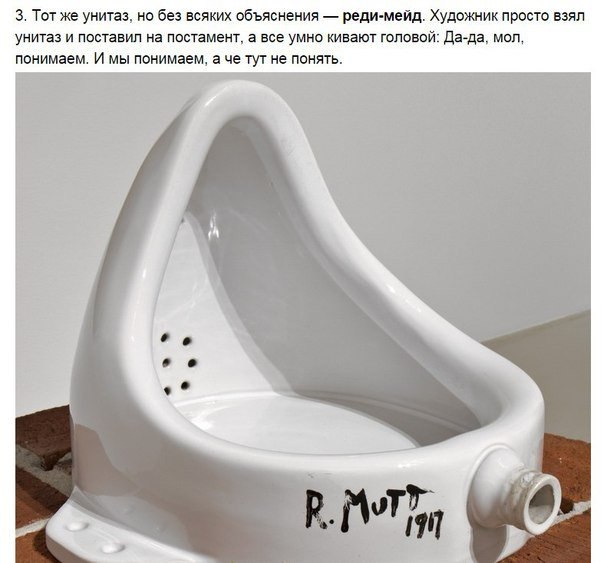 3. Тот же унитаз, но без всяких объяснения — реди-мейд. Художник просто взял
унитаз и поставил на постамент, а все умно кивают головой: Да-да, мол,
понимаем. И мы понимаем, а че тут не понять.
R. MUTT
1917